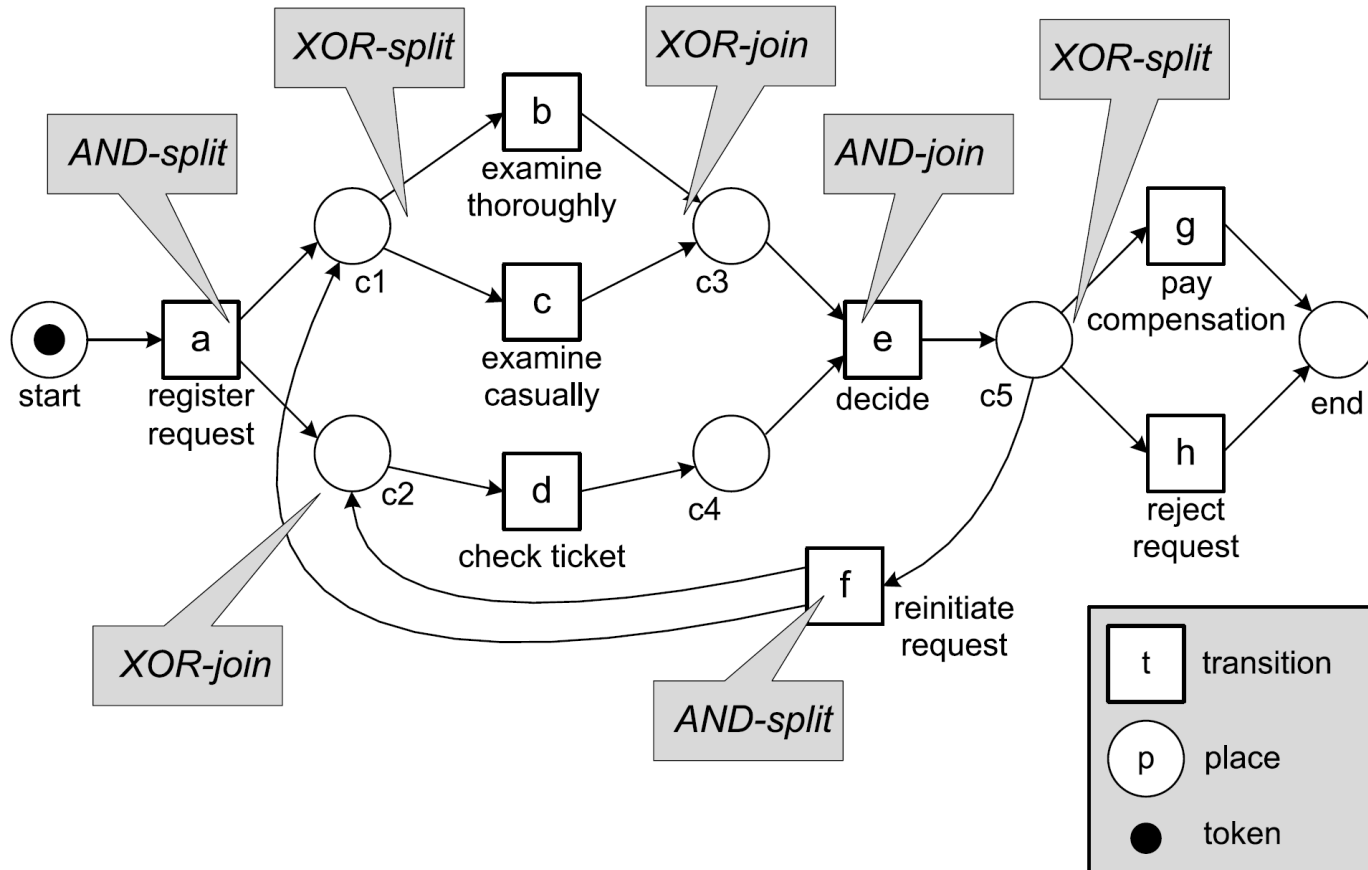 XOR-split
XOR-join
XOR-split
AND-split
AND-join
b
examine
thoroughly
c1
c3
c
examine
casually
g
pay
compensation
start
a
register
request
e
decide
c5
end
c2
d
check ticket
c4
h
reject
request
f
reinitiate
request
XOR-join
AND-split
t
transition
p
place
token